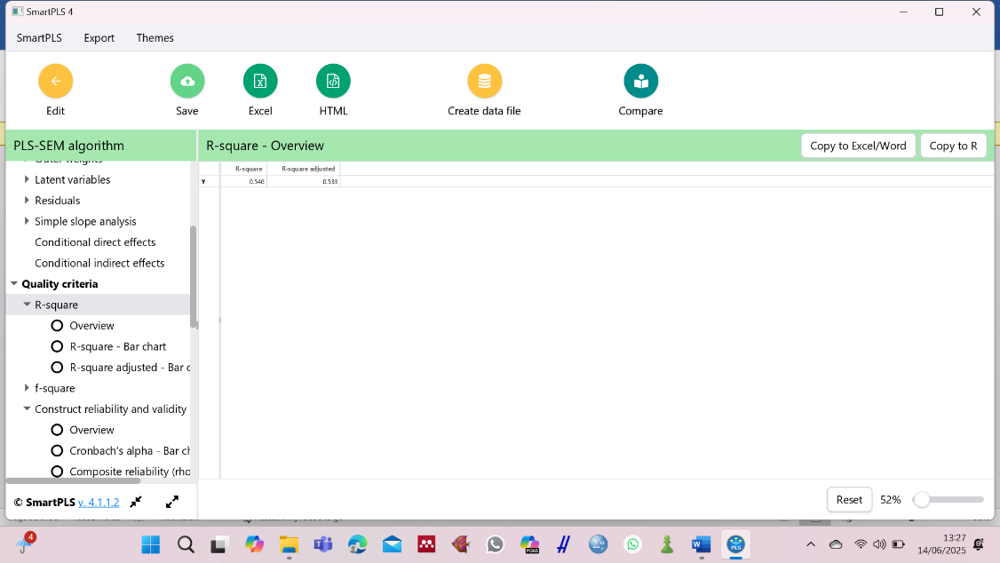 SmartPLS 4
SmartPLS Export Themes
Edit Save Excel HTML Create data file Compare
PLS-SEM algorithm
R-square - Overview
Copy to Excel/Word Copy to R
Outer weights
Latent variables
Residuals
Simple slope analysis
Conditional direct effects
Conditional indirect effects
Quality criteria
R-square
Overview
R-square - Bar chart
R-square adjusted - Bar c
f-square
Construct reliability and validity
Overview
Cronbach's alpha - Bar ch
Composite reliability (rho
R-square R-square adjusted
Y 0.546 0.533
© SmartPLS v. 4.1.1.2
Reset 52%
4
M365
PLS
13:27
14/06/2025